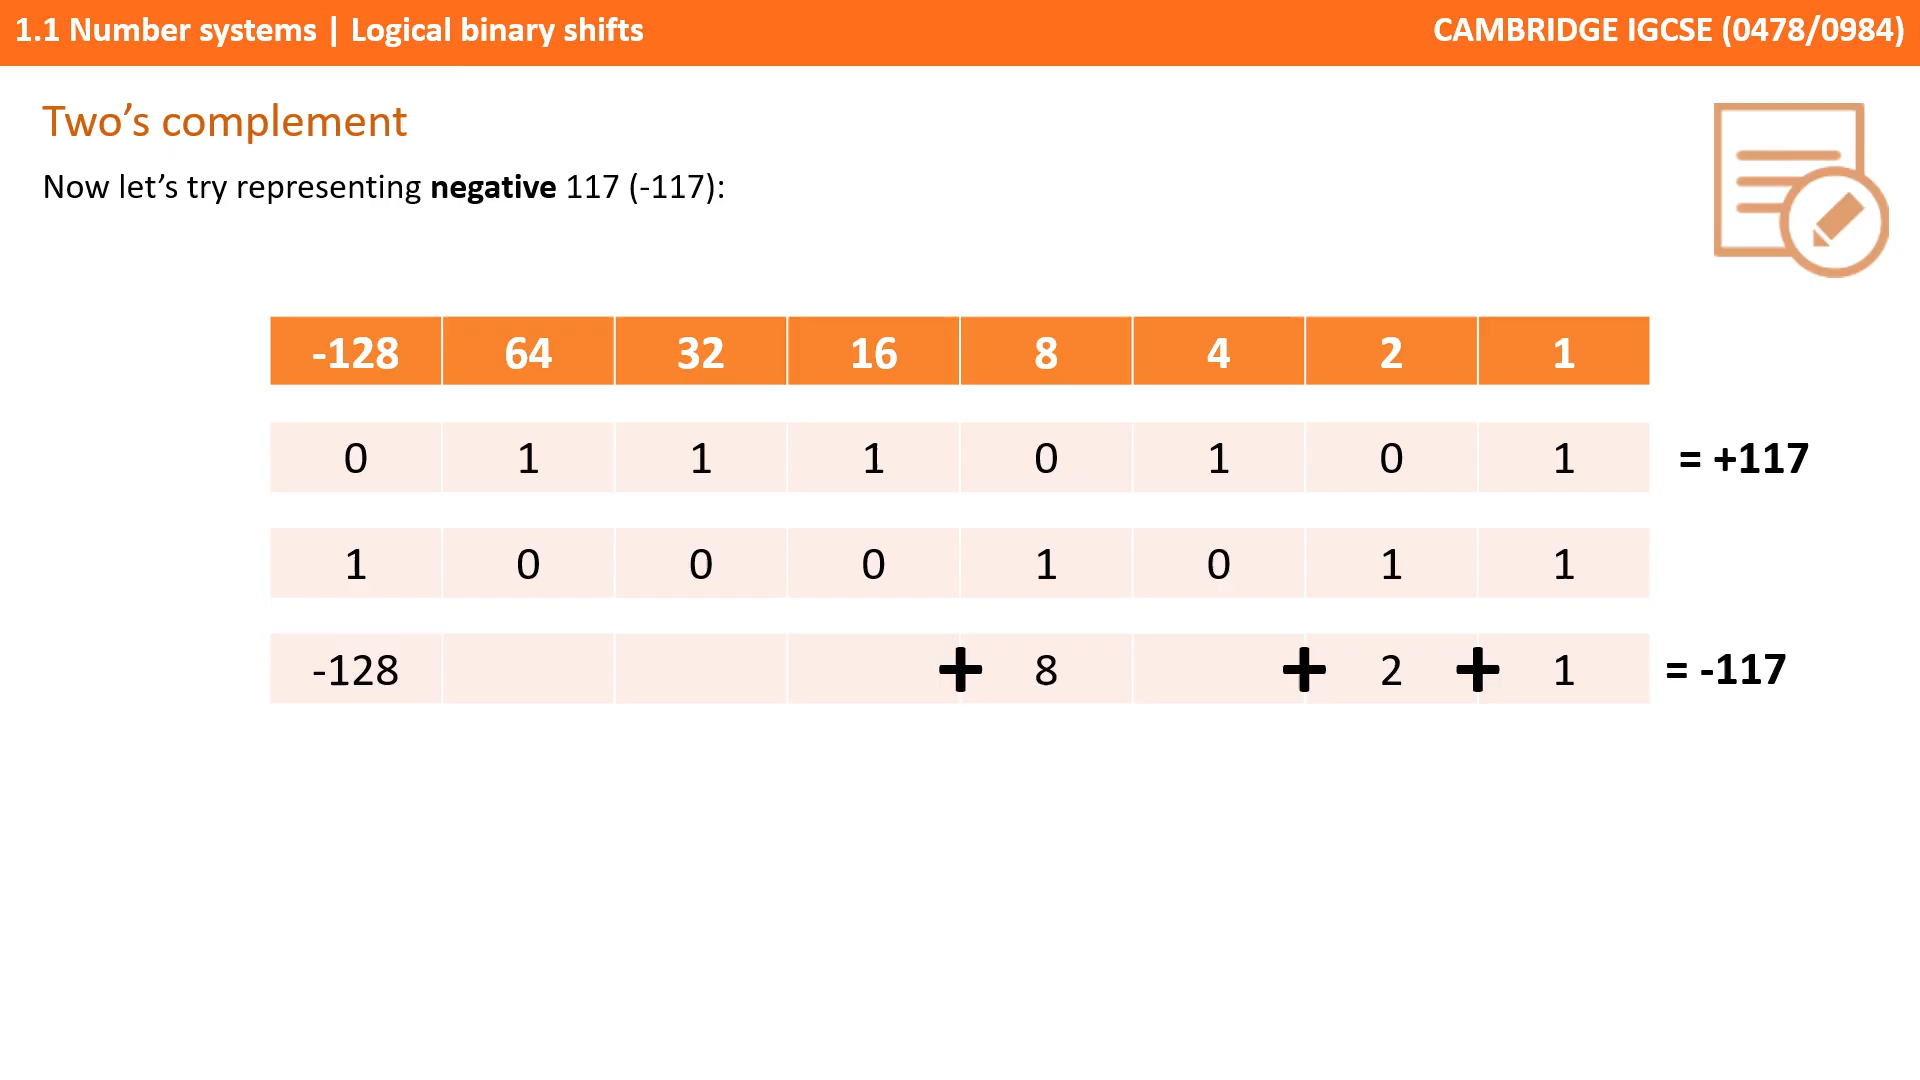 1.1 Number systems | Logical binary shifts
CAMBRIDGE IGCSE (0478/0984)
Two’s complement
Now let’s try representing negative 117 (-117):
-128 64 32 16 8 4 2 1
0 1 1 1 0 1 0 1 = +117
1 0 0 0 1 0 1 1
-128 + 8 + 2 + 1 = -117